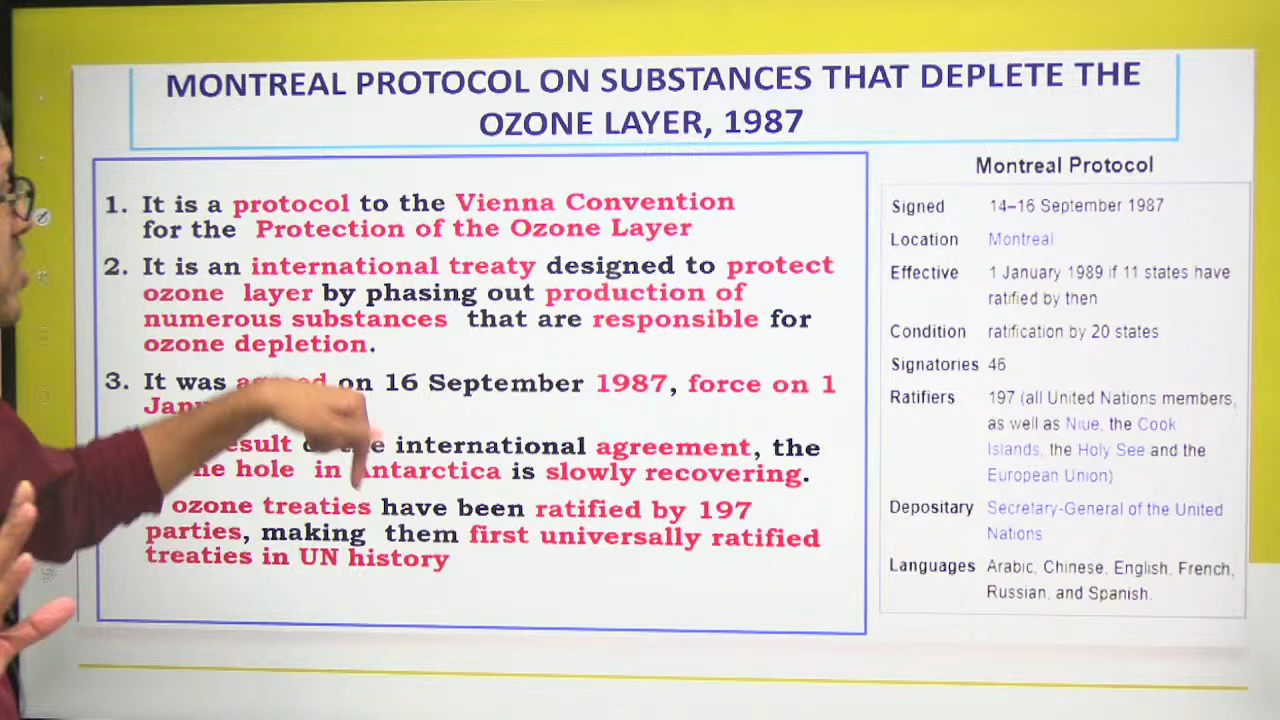 MONTREAL PROTOCOL ON SUBSTANCES THAT DEPLETE THE
OZONE LAYER, 1987
1. It is a protocol to the Vienna Convention
for the Protection of the Ozone Layer
2. It is an international treaty designed to protect
ozone layer by phasing out production of
numerous substances that are responsible for
ozone depletion.
3. It was agreed on 16 September 1987, force on 1
result international agreement, the
hole in Antarctica is slowly recovering.
ozone treaties have been ratified by 197
parties, making them first universally ratified
treaties in UN history
Montreal Protocol
Signed 14–16 September 1987
Location Montreal
Effective 1 January 1989 if 11 states have
ratified by then
Condition ratification by 20 states
Signatories 46
Ratifiers 197 (all United Nations members,
as well as Niue, the Cook
Islands, the Holy See and the
European Union)
Depositary Secretary-General of the United
Nations
Languages Arabic, Chinese, English, French,
Russian, and Spanish.